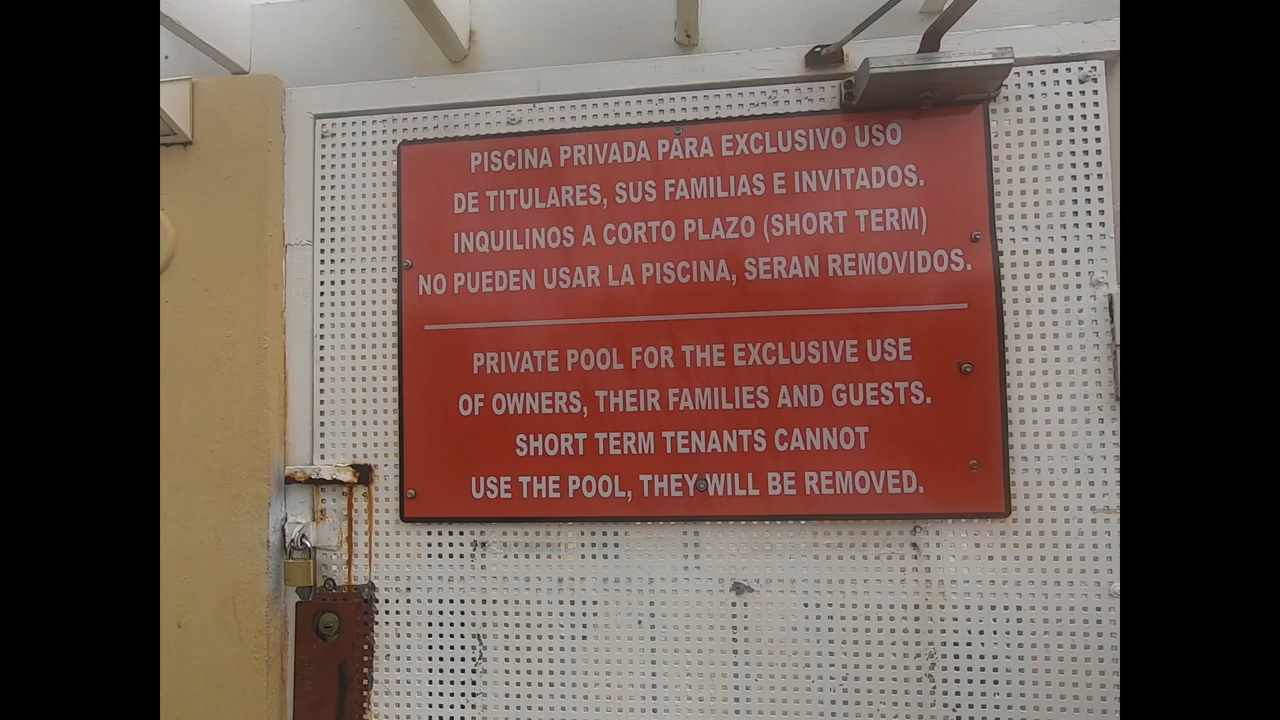 PISCINA PRIVADA PARA EXCLUSIVO USO
DE TITULARES, SUS FAMILIAS E INVITADOS.
INQUILINOS A CORTO PLAZO (SHORT TERM)
NO PUEDEN USAR LA PISCINA, SERAN REMOVIDOS.
PRIVATE POOL FOR THE EXCLUSIVE USE
OF OWNERS, THEIR FAMILIES AND GUESTS.
SHORT TERM TENANTS CANNOT
USE THE POOL, THEY WILL BE REMOVED.